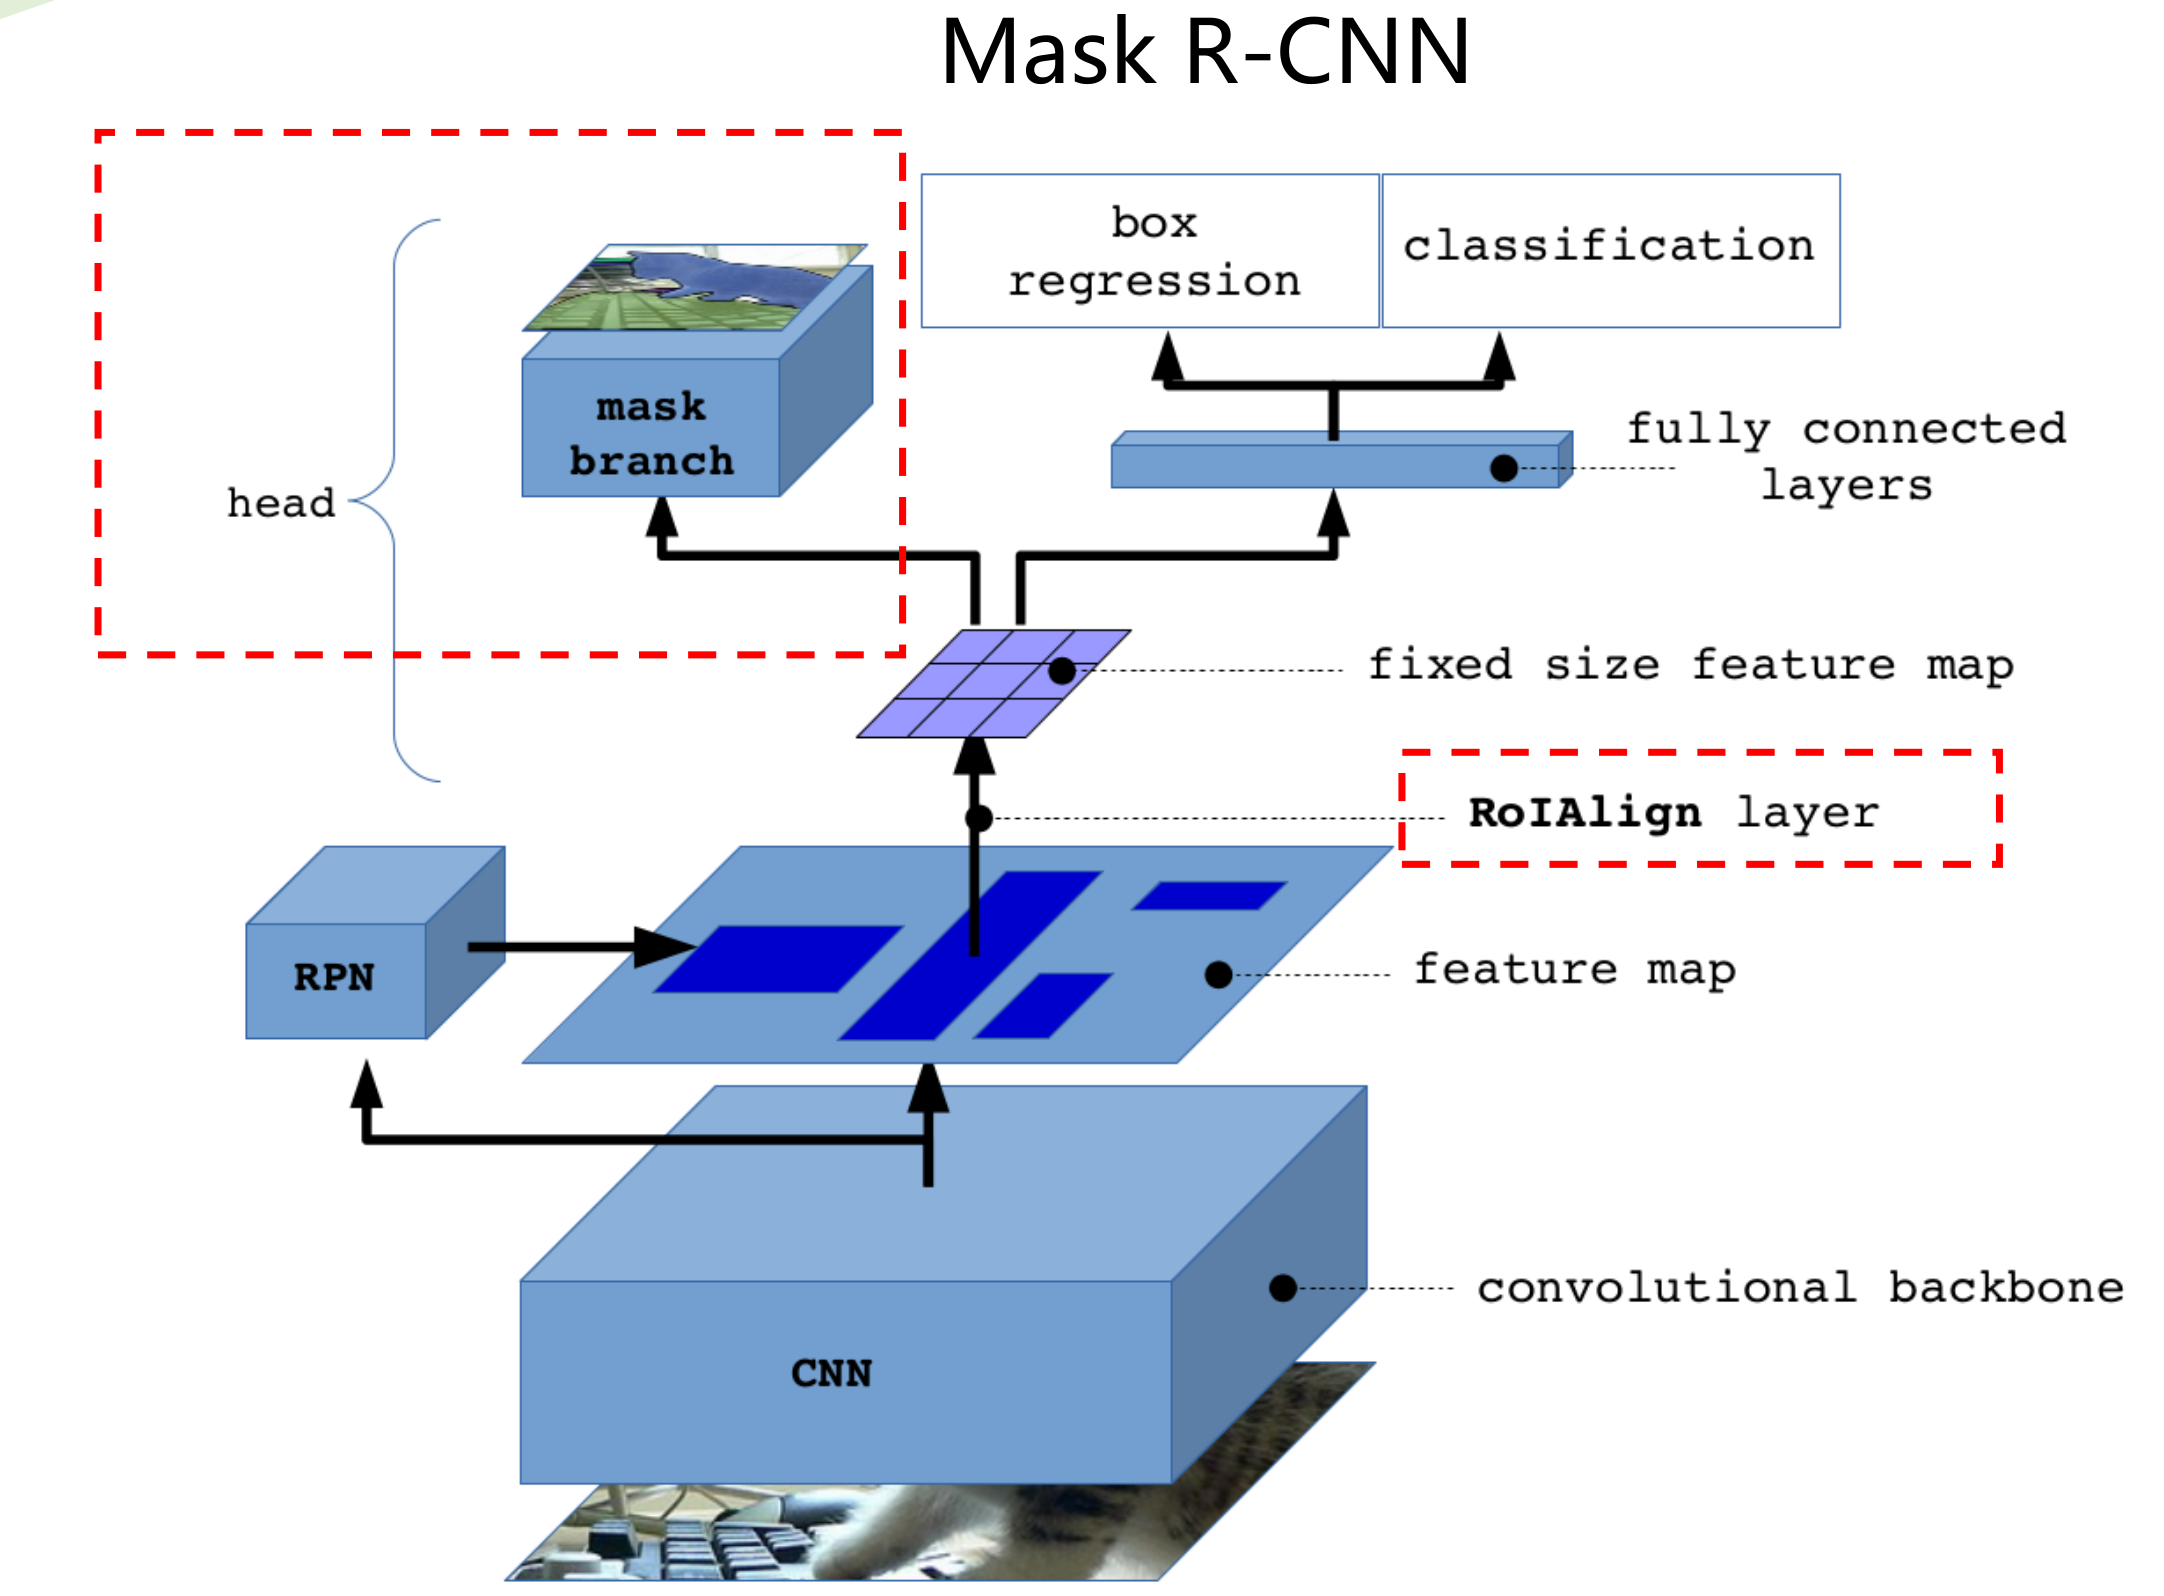 Mask R-CNN
box
regression
classification
mask
branch
fully connected
layers
head
fixed size feature map
RoIAlign layer
RPN
feature map
convolutional backbone
CNN